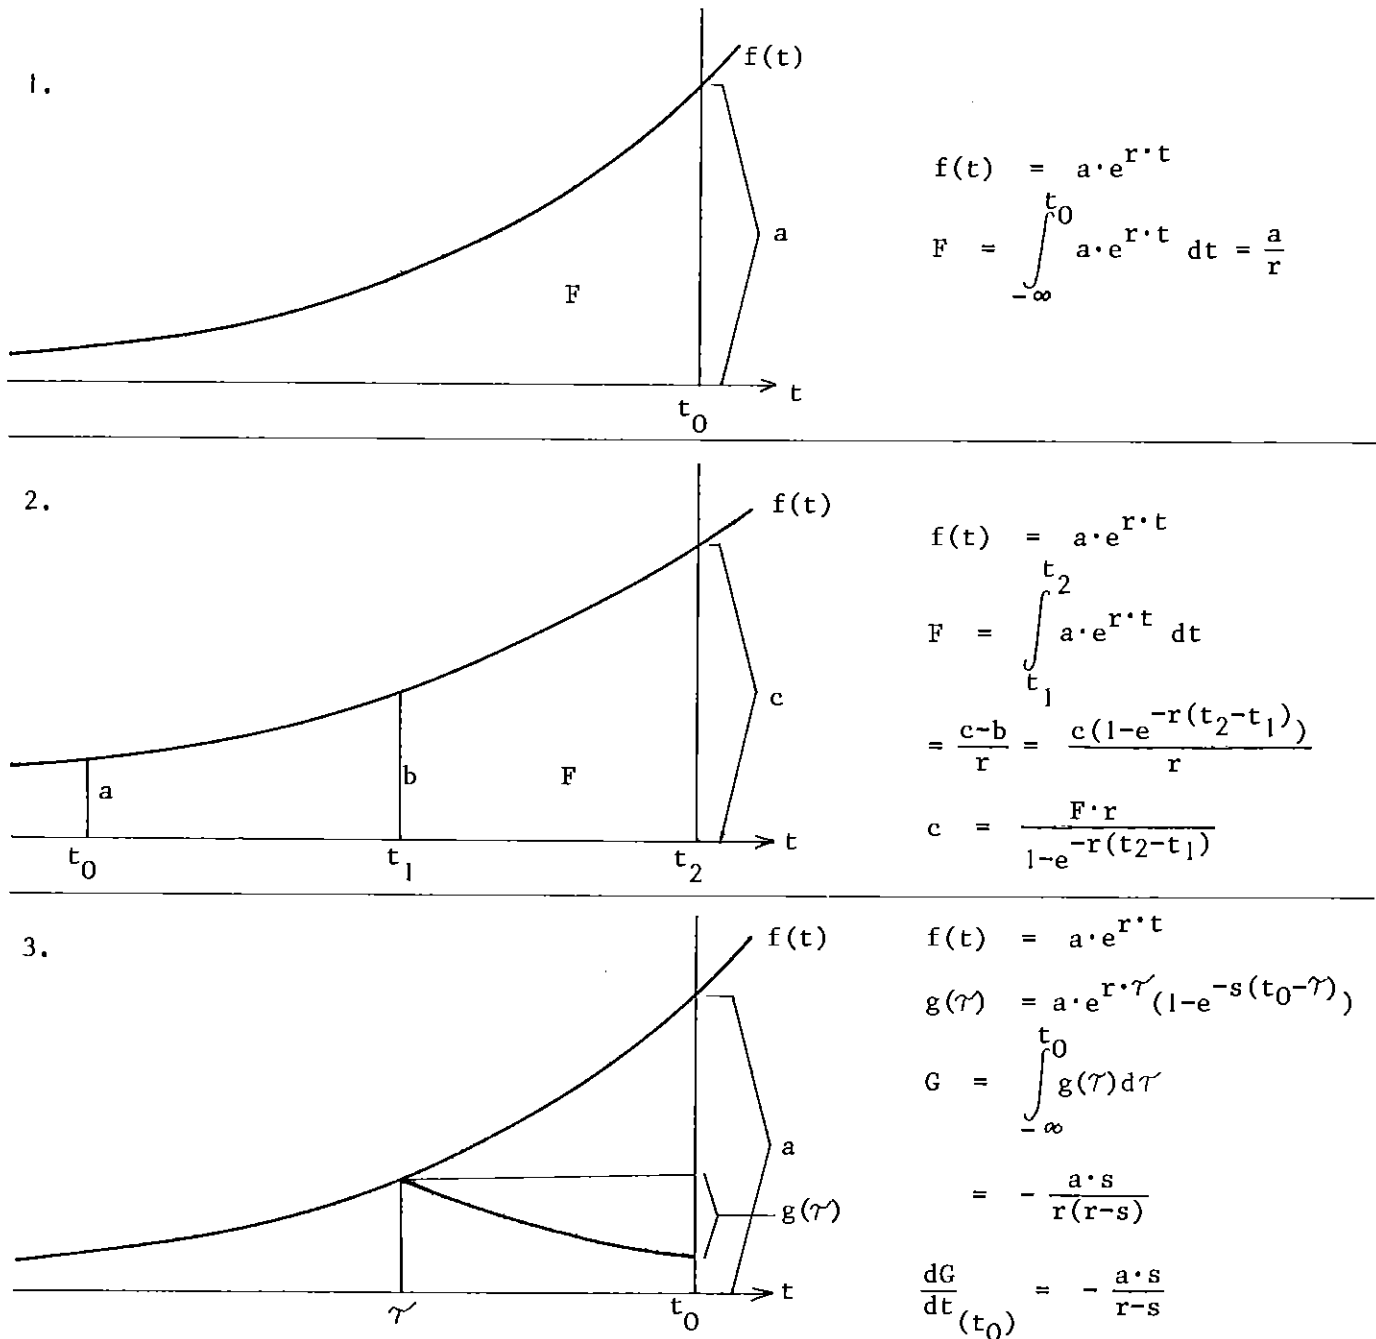 1.
f(t)
a
F
t
t₀
f(t) = a·e^{r·t}
F = ∫_{-∞}^{t₀} a·e^{r·t} dt = a/r
2.
f(t)
c
a
b
F
t
t₀ t₁ t₂
f(t) = a·e^{r·t}
F = ∫_{t₁}^{t₂} a·e^{r·t} dt
= (c-b)/r = c(1-e^{-r(t₂-t₁)})/r
c = F·r/(1-e^{-r(t₂-t₁)})
3.
f(t)
a
g(τ)
t
τ t₀
f(t) = a·e^{r·t}
g(τ) = a·e^{r·τ}(1-e^{-s(t₀-τ)})
G = ∫_{-∞}^{t₀} g(τ)dτ
= - a·s/r(r-s)
dG/dt (t₀) = - a·s/r-s